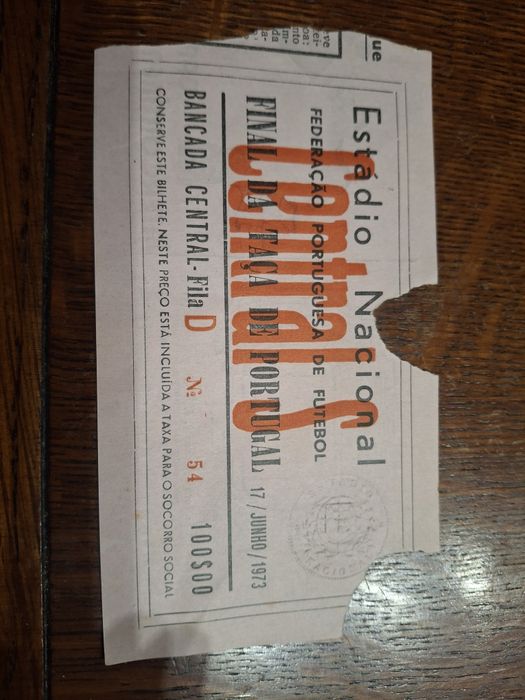 que
Estádio Nacional
FEDERAÇÃO PORTUGUESA DE FUTEBOL
Central
FINAL DA TAÇA DE PORTUGAL 17/JUNHO/1973
BANCADA CENTRAL-Fila D Nº 54 100$00
CONSERVE ESTE BILHETE. NESTE PREÇO ESTÁ INCLUÍDA A TAXA PARA O SOCORRO SOCIAL